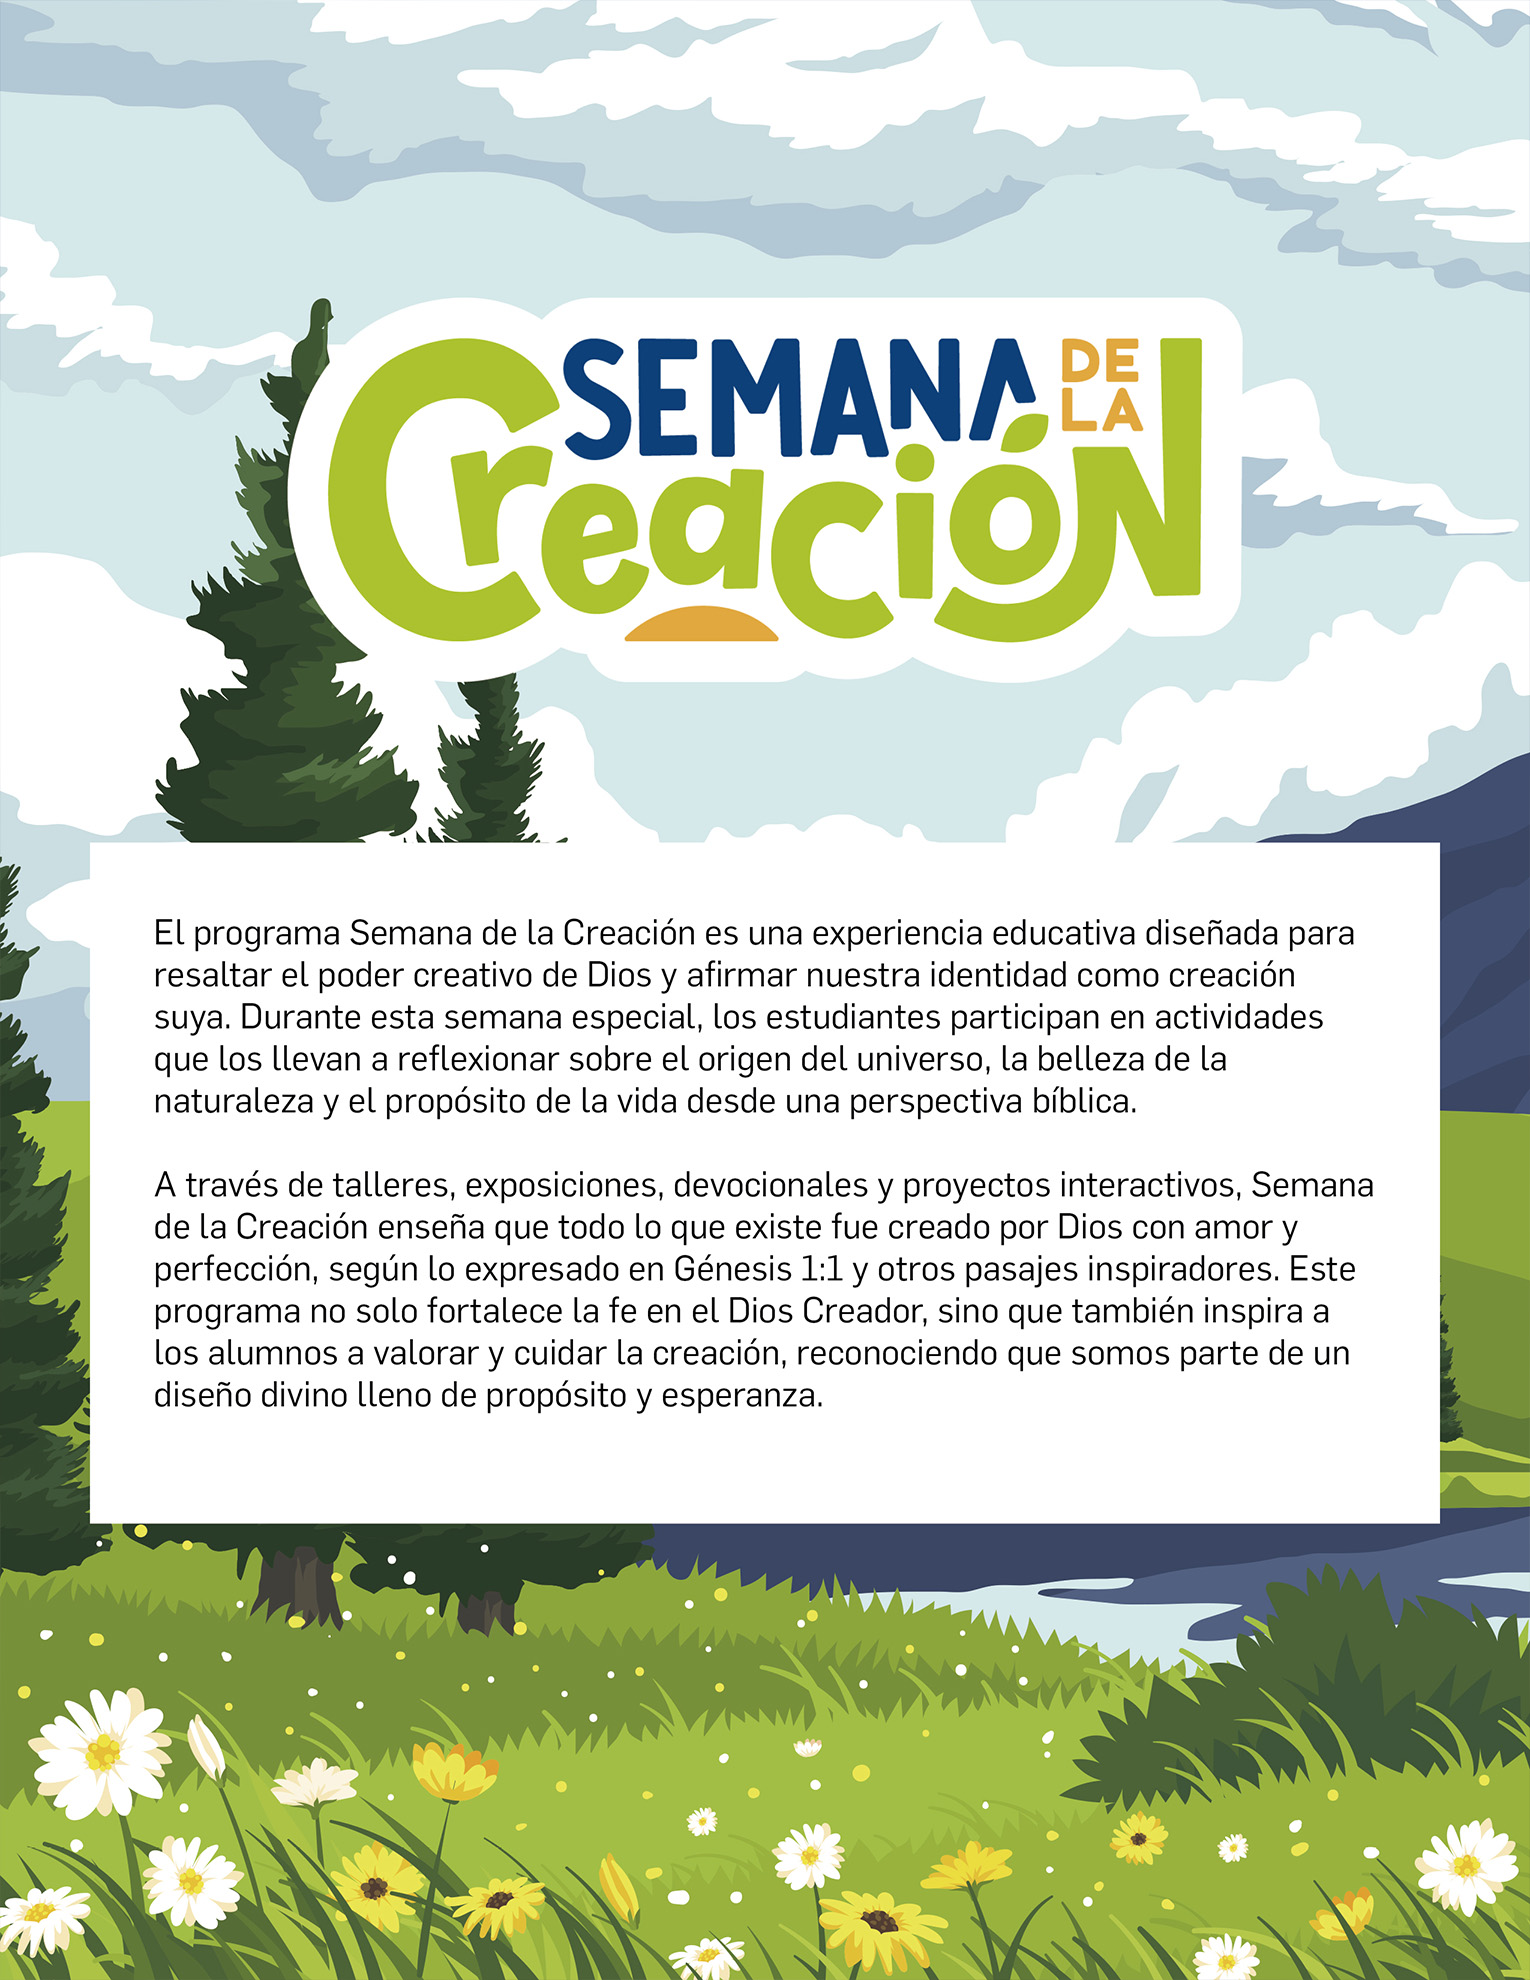 SEMANA DE LA
Creación
El programa Semana de la Creación es una experiencia educativa diseñada para
resaltar el poder creativo de Dios y afirmar nuestra identidad como creación
suya. Durante esta semana especial, los estudiantes participan en actividades
que los llevan a reflexionar sobre el origen del universo, la belleza de la
naturaleza y el propósito de la vida desde una perspectiva bíblica.
A través de talleres, exposiciones, devocionales y proyectos interactivos, Semana
de la Creación enseña que todo lo que existe fue creado por Dios con amor y
perfección, según lo expresado en Génesis 1:1 y otros pasajes inspiradores. Este
programa no solo fortalece la fe en el Dios Creador, sino que también inspira a
los alumnos a valorar y cuidar la creación, reconociendo que somos parte de un
diseño divino lleno de propósito y esperanza.